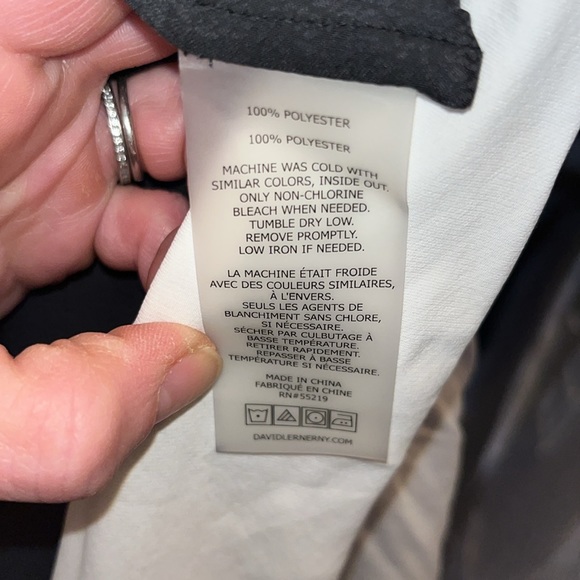 100% POLYESTER
100% POLYESTER
MACHINE WAS COLD WITH
SIMILAR COLORS, INSIDE OUT.
ONLY NON-CHLORINE
BLEACH WHEN NEEDED.
TUMBLE DRY LOW.
REMOVE PROMPTLY.
LOW IRON IF NEEDED.
LA MACHINE ÉTAIT FROIDE
AVEC DES COULEURS SIMILAIRES,
À L'ENVERS.
SEULS LES AGENTS DE
BLANCHIMENT SANS CHLORE,
SI NÉCESSAIRE.
SÉCHER PAR CULBUTAGE À
BASSE TEMPÉRATURE.
RETIRER RAPIDEMENT.
REPASSER À BASSE
TEMPÉRATURE SI NÉCESSAIRE.
MADE IN CHINA
FABRIQUÉ EN CHINE
RN#55219
DAVIDLERNERNY.COM